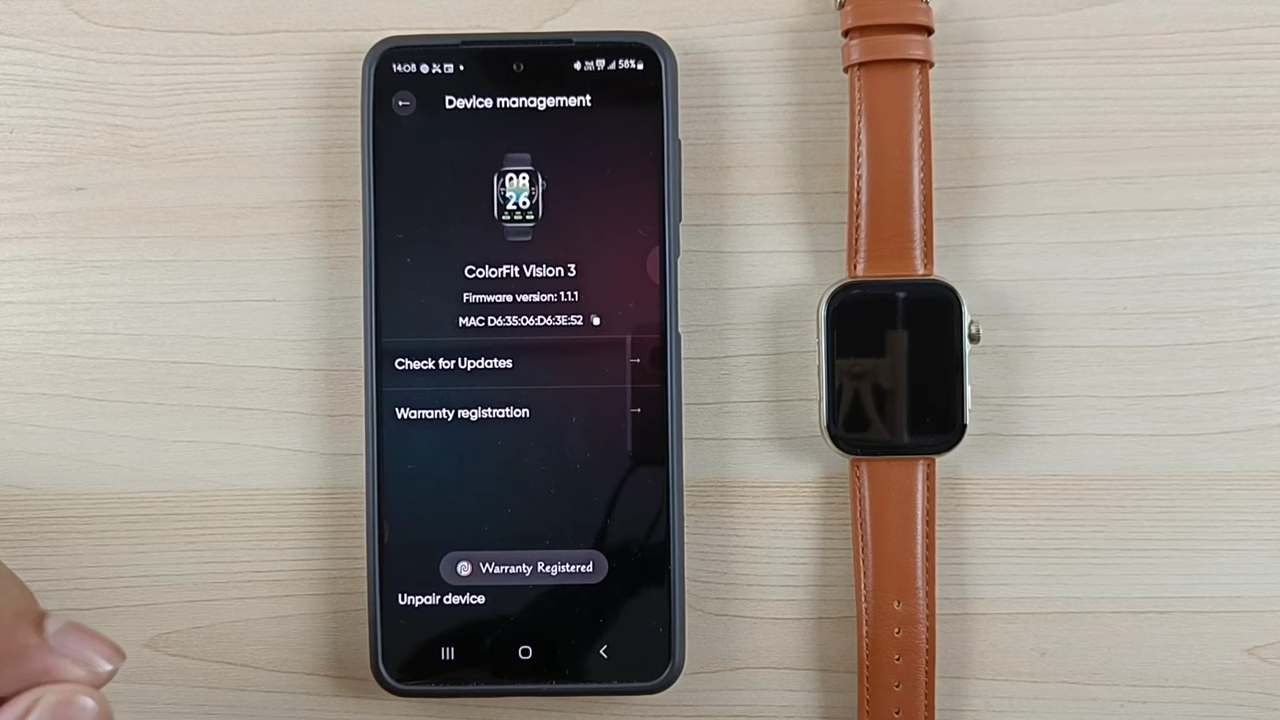 14:08
58%
Device management
08
26
ColorFit Vision 3
Firmware version: 1.1.1
MAC D6:35:06:D6:3E:52
Check for Updates
Warranty registration
Warranty Registered
Unpair device